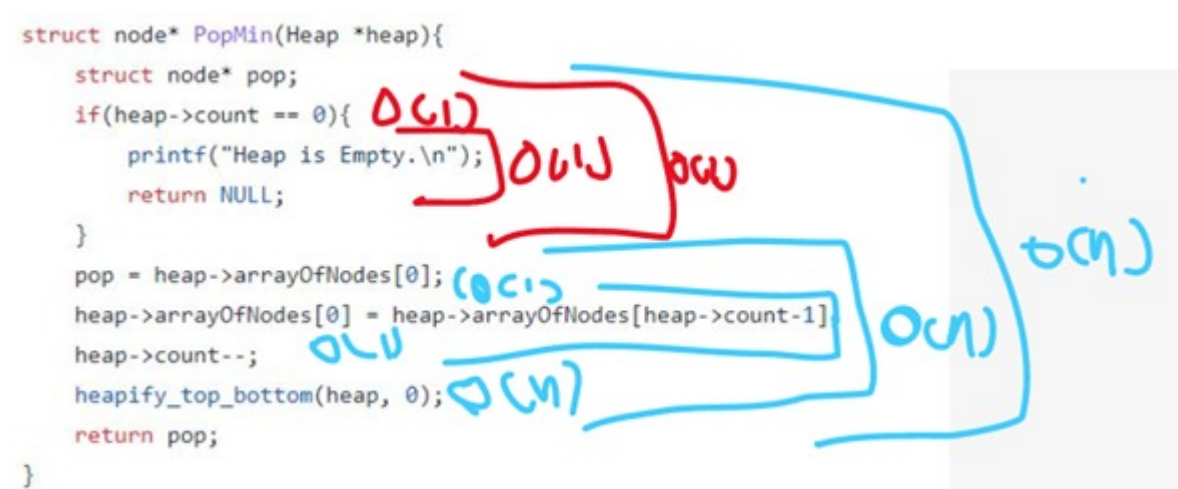 struct node* PopMin(Heap *heap){
struct node* pop;
if(heap->count == 0){ O(1)
printf("Heap is Empty.\n"); O(1) O(1)
return NULL;
}
pop = heap->arrayOfNodes[0]; O(1)
heap->arrayOfNodes[0] = heap->arrayOfNodes[heap->count-1] O(n) O(n)
heap->count--; O(1)
heapify_top_bottom(heap, 0); O(n)
return pop;
}